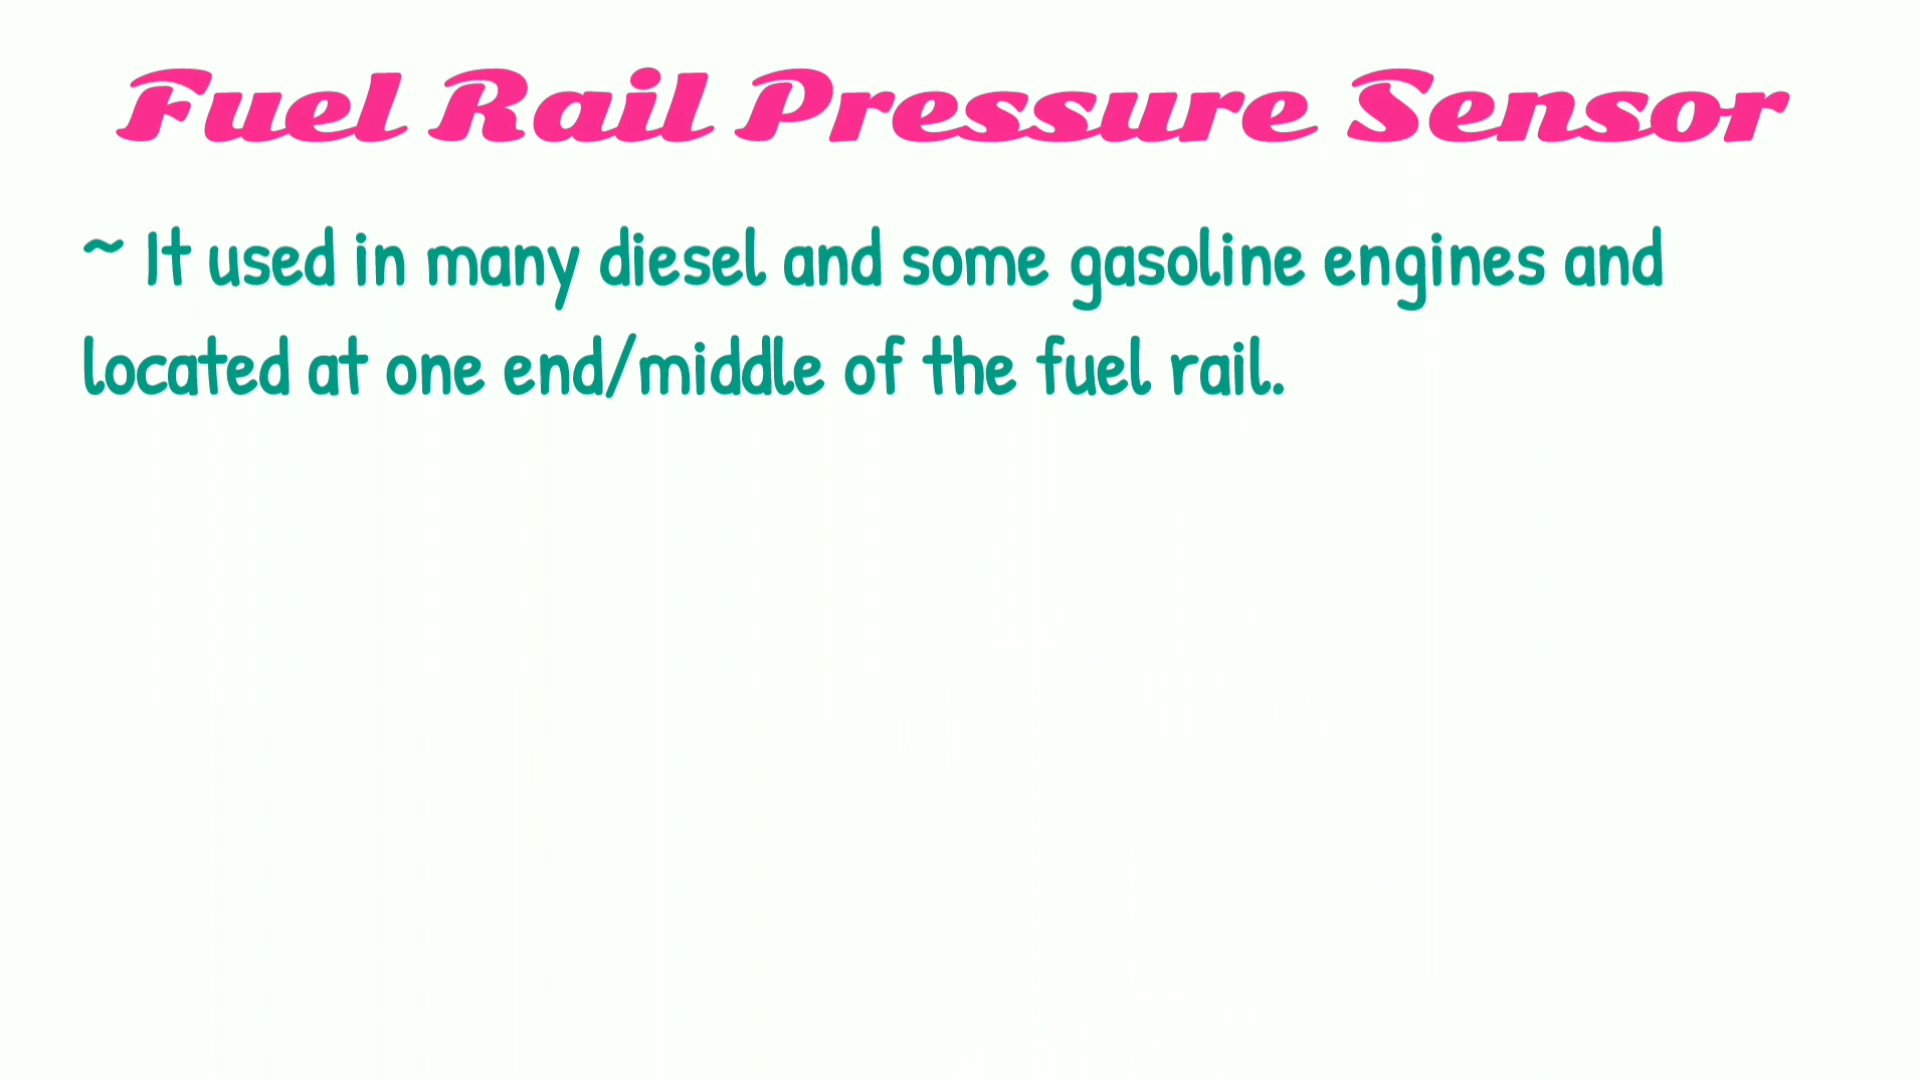 Fuel Rail Pressure Sensor
~ It used in many diesel and some gasoline engines and
located at one end/middle of the fuel rail.